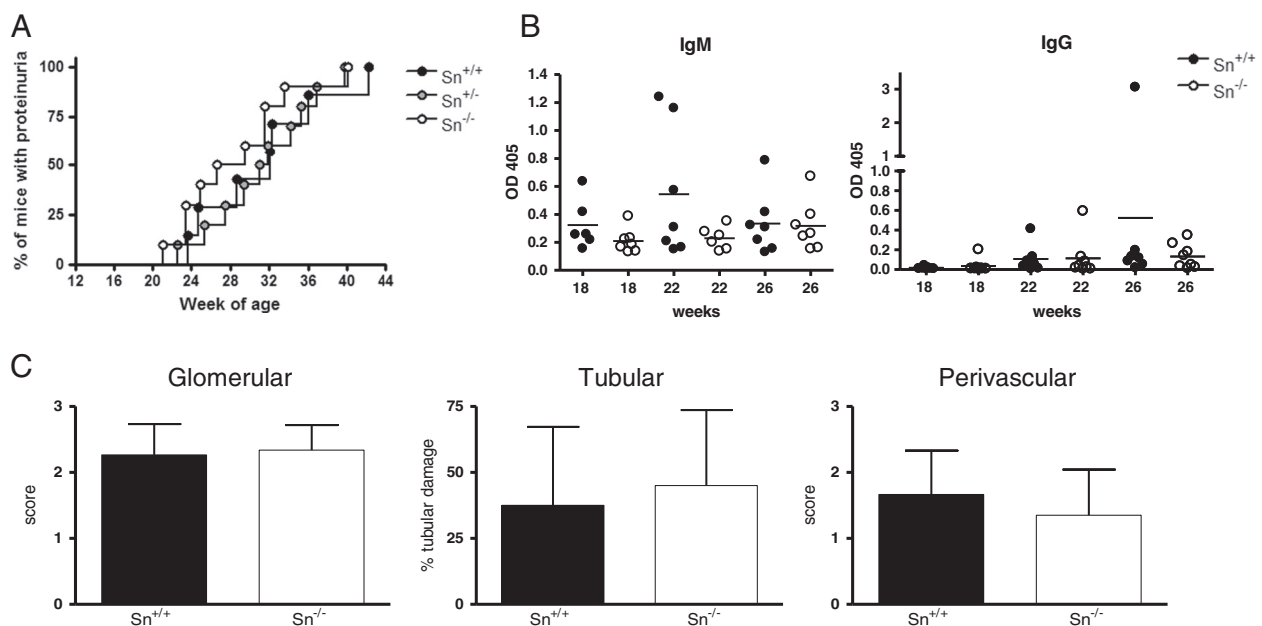 A
% of mice with proteinuria
100
75
50
25
0
12 16 20 24 28 32 36 40 44
Week of age
Sn+/+
Sn+/-
Sn-/-
B
IgM
OD 405
1.4
1.2
1.0
0.8
0.6
0.4
0.2
0.0
18 18 22 22 26 26
weeks
IgG
OD 405
3
2
1
1.0
0.8
0.6
0.4
0.2
0.0
18 18 22 22 26 26
weeks
Sn+/+
Sn-/-
C
Glomerular
score
3
2
1
0
Sn+/+ Sn-/-
Tubular
% tubular damage
75
50
25
0
Sn+/+ Sn-/-
Perivascular
score
3
2
1
0
Sn+/+ Sn-/-